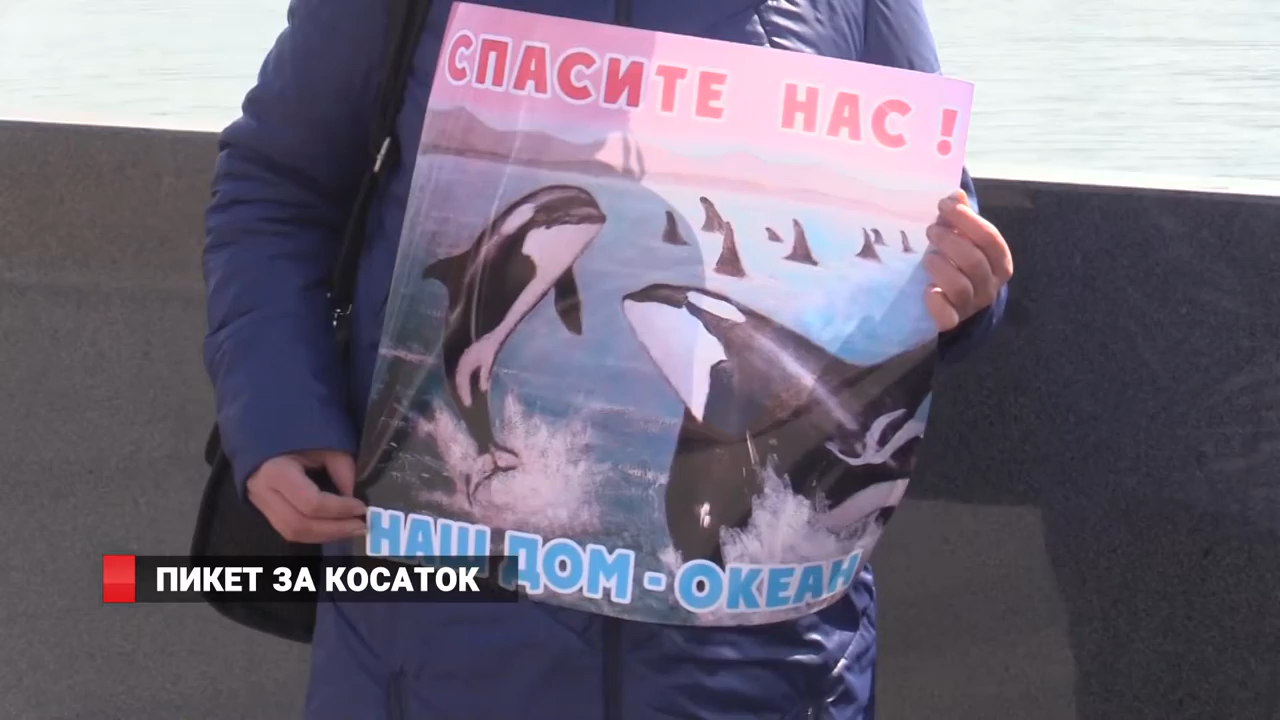 СПАСИТЕ НАС!
НАШ ДОМ - ОКЕАН
ПИКЕТ ЗА КОСАТОК